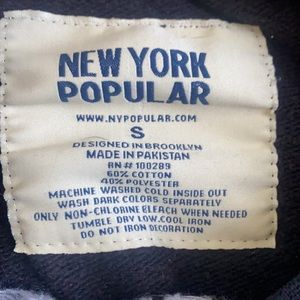 NEW YORK
POPULAR
WWW.NYPOPULAR.COM
S
DESIGNED IN BROOKLYN
MADE IN PAKISTAN
RN# 100289
60% COTTON
40% POLYESTER
MACHINE WASHED COLD INSIDE OUT
WASH DARK COLORS SEPARATELY
ONLY NON-CHLORINE BLEACH WHEN NEEDED
TUMBLE DRY LOW.COOL IRON
DO NOT IRON DECORATION